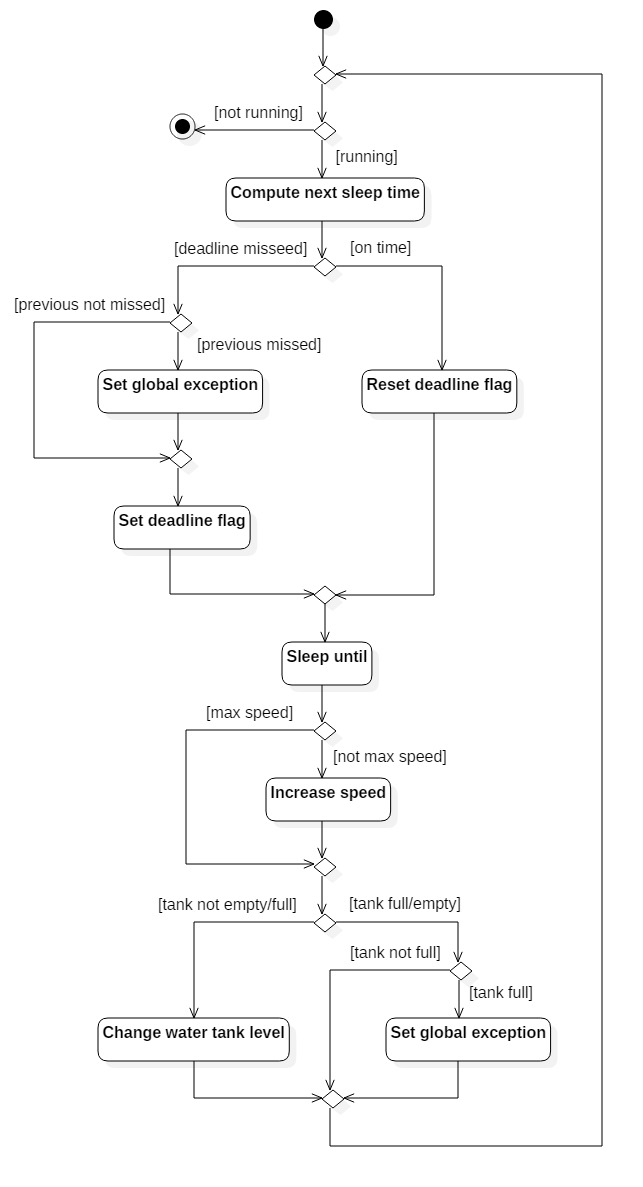 [not running]
[running]
Compute next sleep time
[deadline misseed]
[on time]
[previous not missed]
[previous missed]
Set global exception
Reset deadline flag
Set deadline flag
Sleep until
[max speed]
[not max speed]
Increase speed
[tank not empty/full]
[tank full/empty]
[tank not full]
[tank full]
Change water tank level
Set global exception